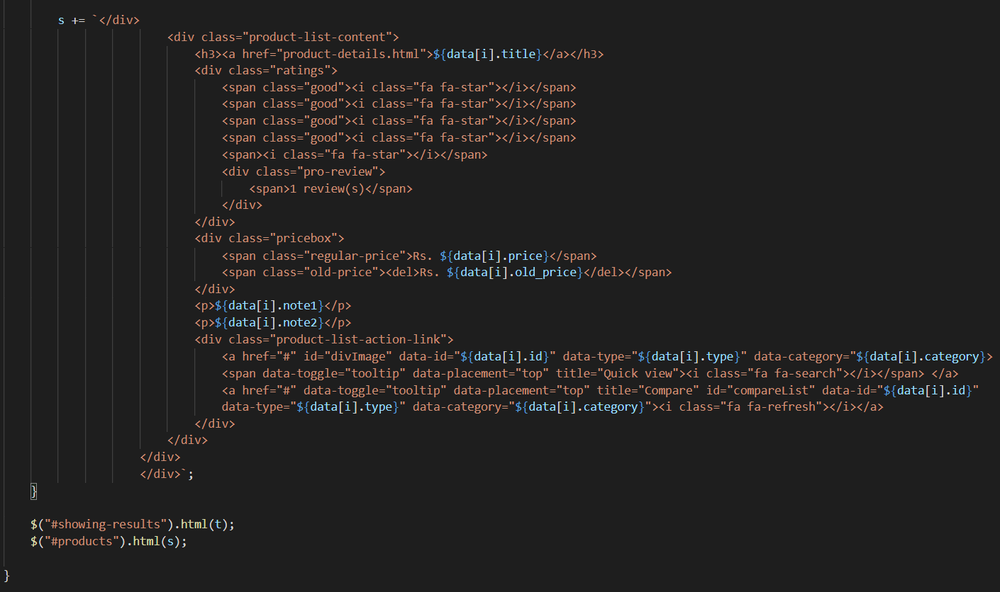 s += `</div>
<div class="product-list-content">
<h3><a href="product-details.html">${data[i].title}</a></h3>
<div class="ratings">
<span class="good"><i class="fa fa-star"></i></span>
<span class="good"><i class="fa fa-star"></i></span>
<span class="good"><i class="fa fa-star"></i></span>
<span class="good"><i class="fa fa-star"></i></span>
<span><i class="fa fa-star"></i></span>
<div class="pro-review">
<span>1 review(s)</span>
</div>
</div>
<div class="pricebox">
<span class="regular-price">Rs. ${data[i].price}</span>
<span class="old-price"><del>Rs. ${data[i].old_price}</del></span>
</div>
<p>${data[i].note1}</p>
<p>${data[i].note2}</p>
<div class="product-list-action-link">
<a href="#" id="divImage" data-id="${data[i].id}" data-type="${data[i].type}" data-category="${data[i].category}>
<span data-toggle="tooltip" data-placement="top" title="Quick view"><i class="fa fa-search"></i></span> </a>
<a href="#" data-toggle="tooltip" data-placement="top" title="Compare" id="compareList" data-id="${data[i].id}"
data-type="${data[i].type}" data-category="${data[i].category}"><i class="fa fa-refresh"></i></a>
</div>
</div>
</div>
</div>`;
}
$("#showing-results").html(t);
$("#products").html(s);
}